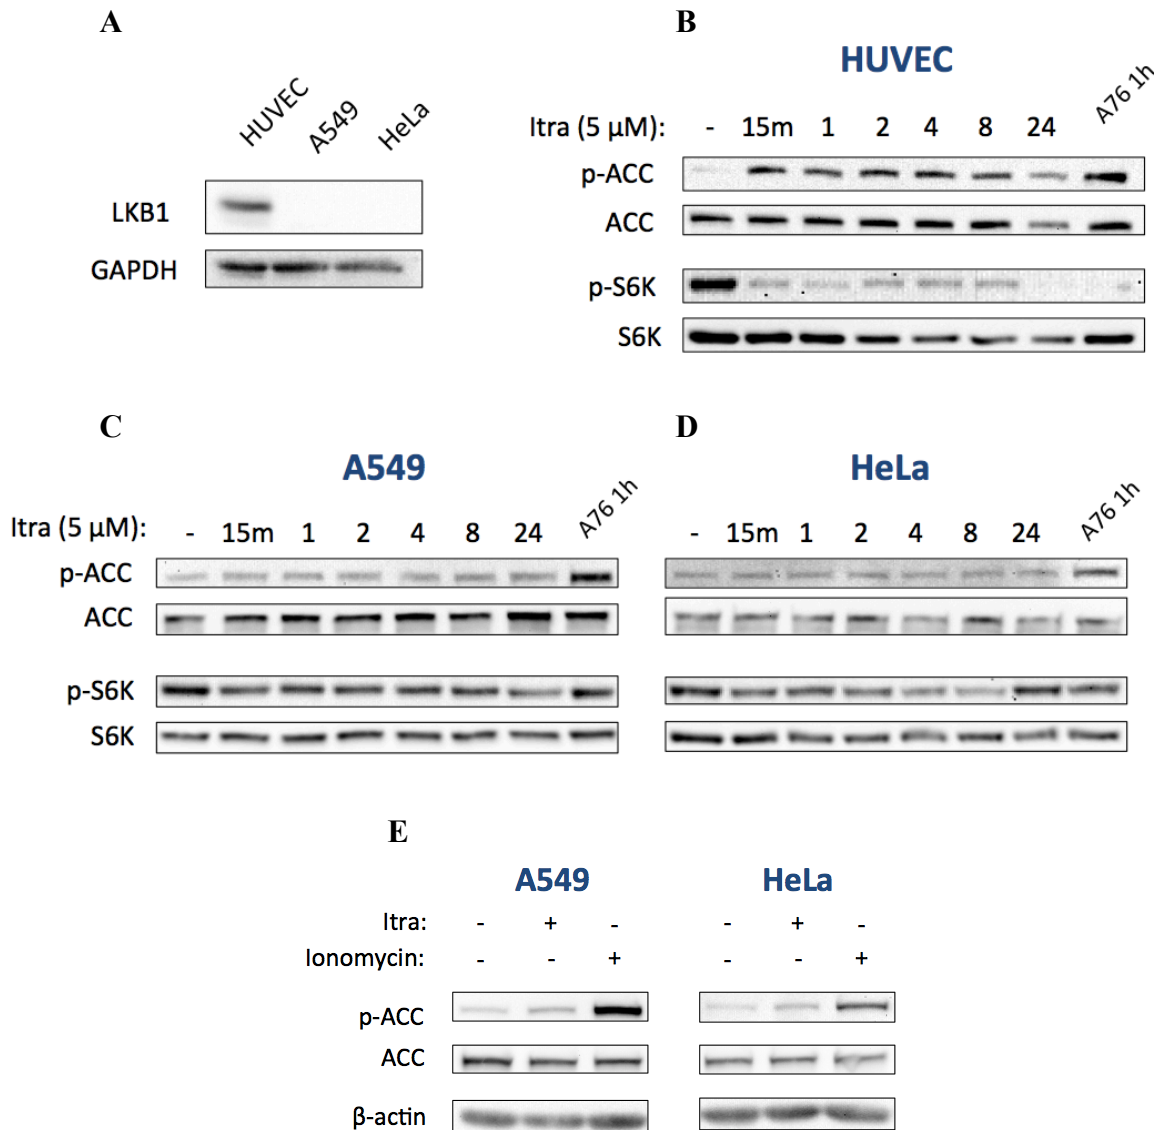 A
HUVEC
A549
HeLa
LKB1
GAPDH
B
HUVEC
Itra (5 µM): - 15m 1 2 4 8 24 A76 1h
p-ACC
ACC
p-S6K
S6K
C
A549
Itra (5 µM): - 15m 1 2 4 8 24 A76 1h
p-ACC
ACC
p-S6K
S6K
D
HeLa
- 15m 1 2 4 8 24 A76 1h
E
A549 HeLa
Itra: - + - - + -
Ionomycin: - - + - - +
p-ACC
ACC
β-actin